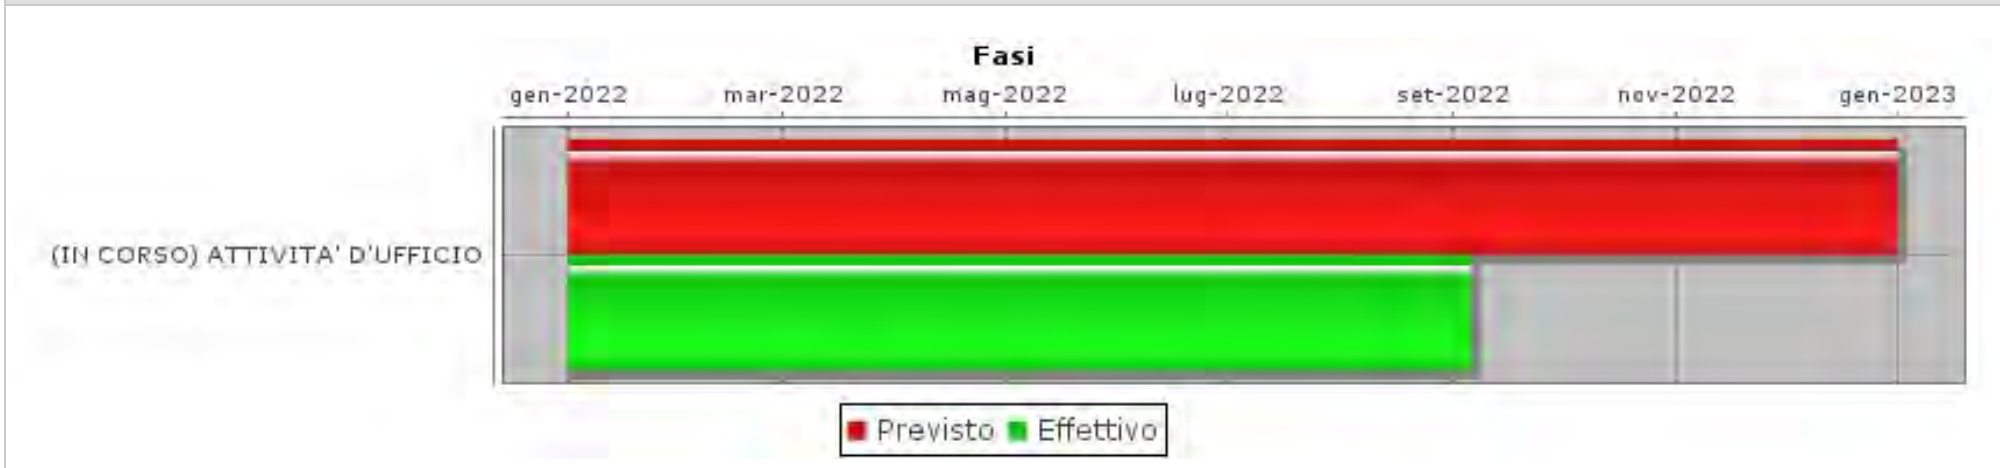 Fasi
gen-2022 mar-2022 mag-2022 lug-2022 set-2022 nov-2022 gen-2023
(IN CORSO) ATTIVITA' D'UFFICIO
Previsto Effettivo